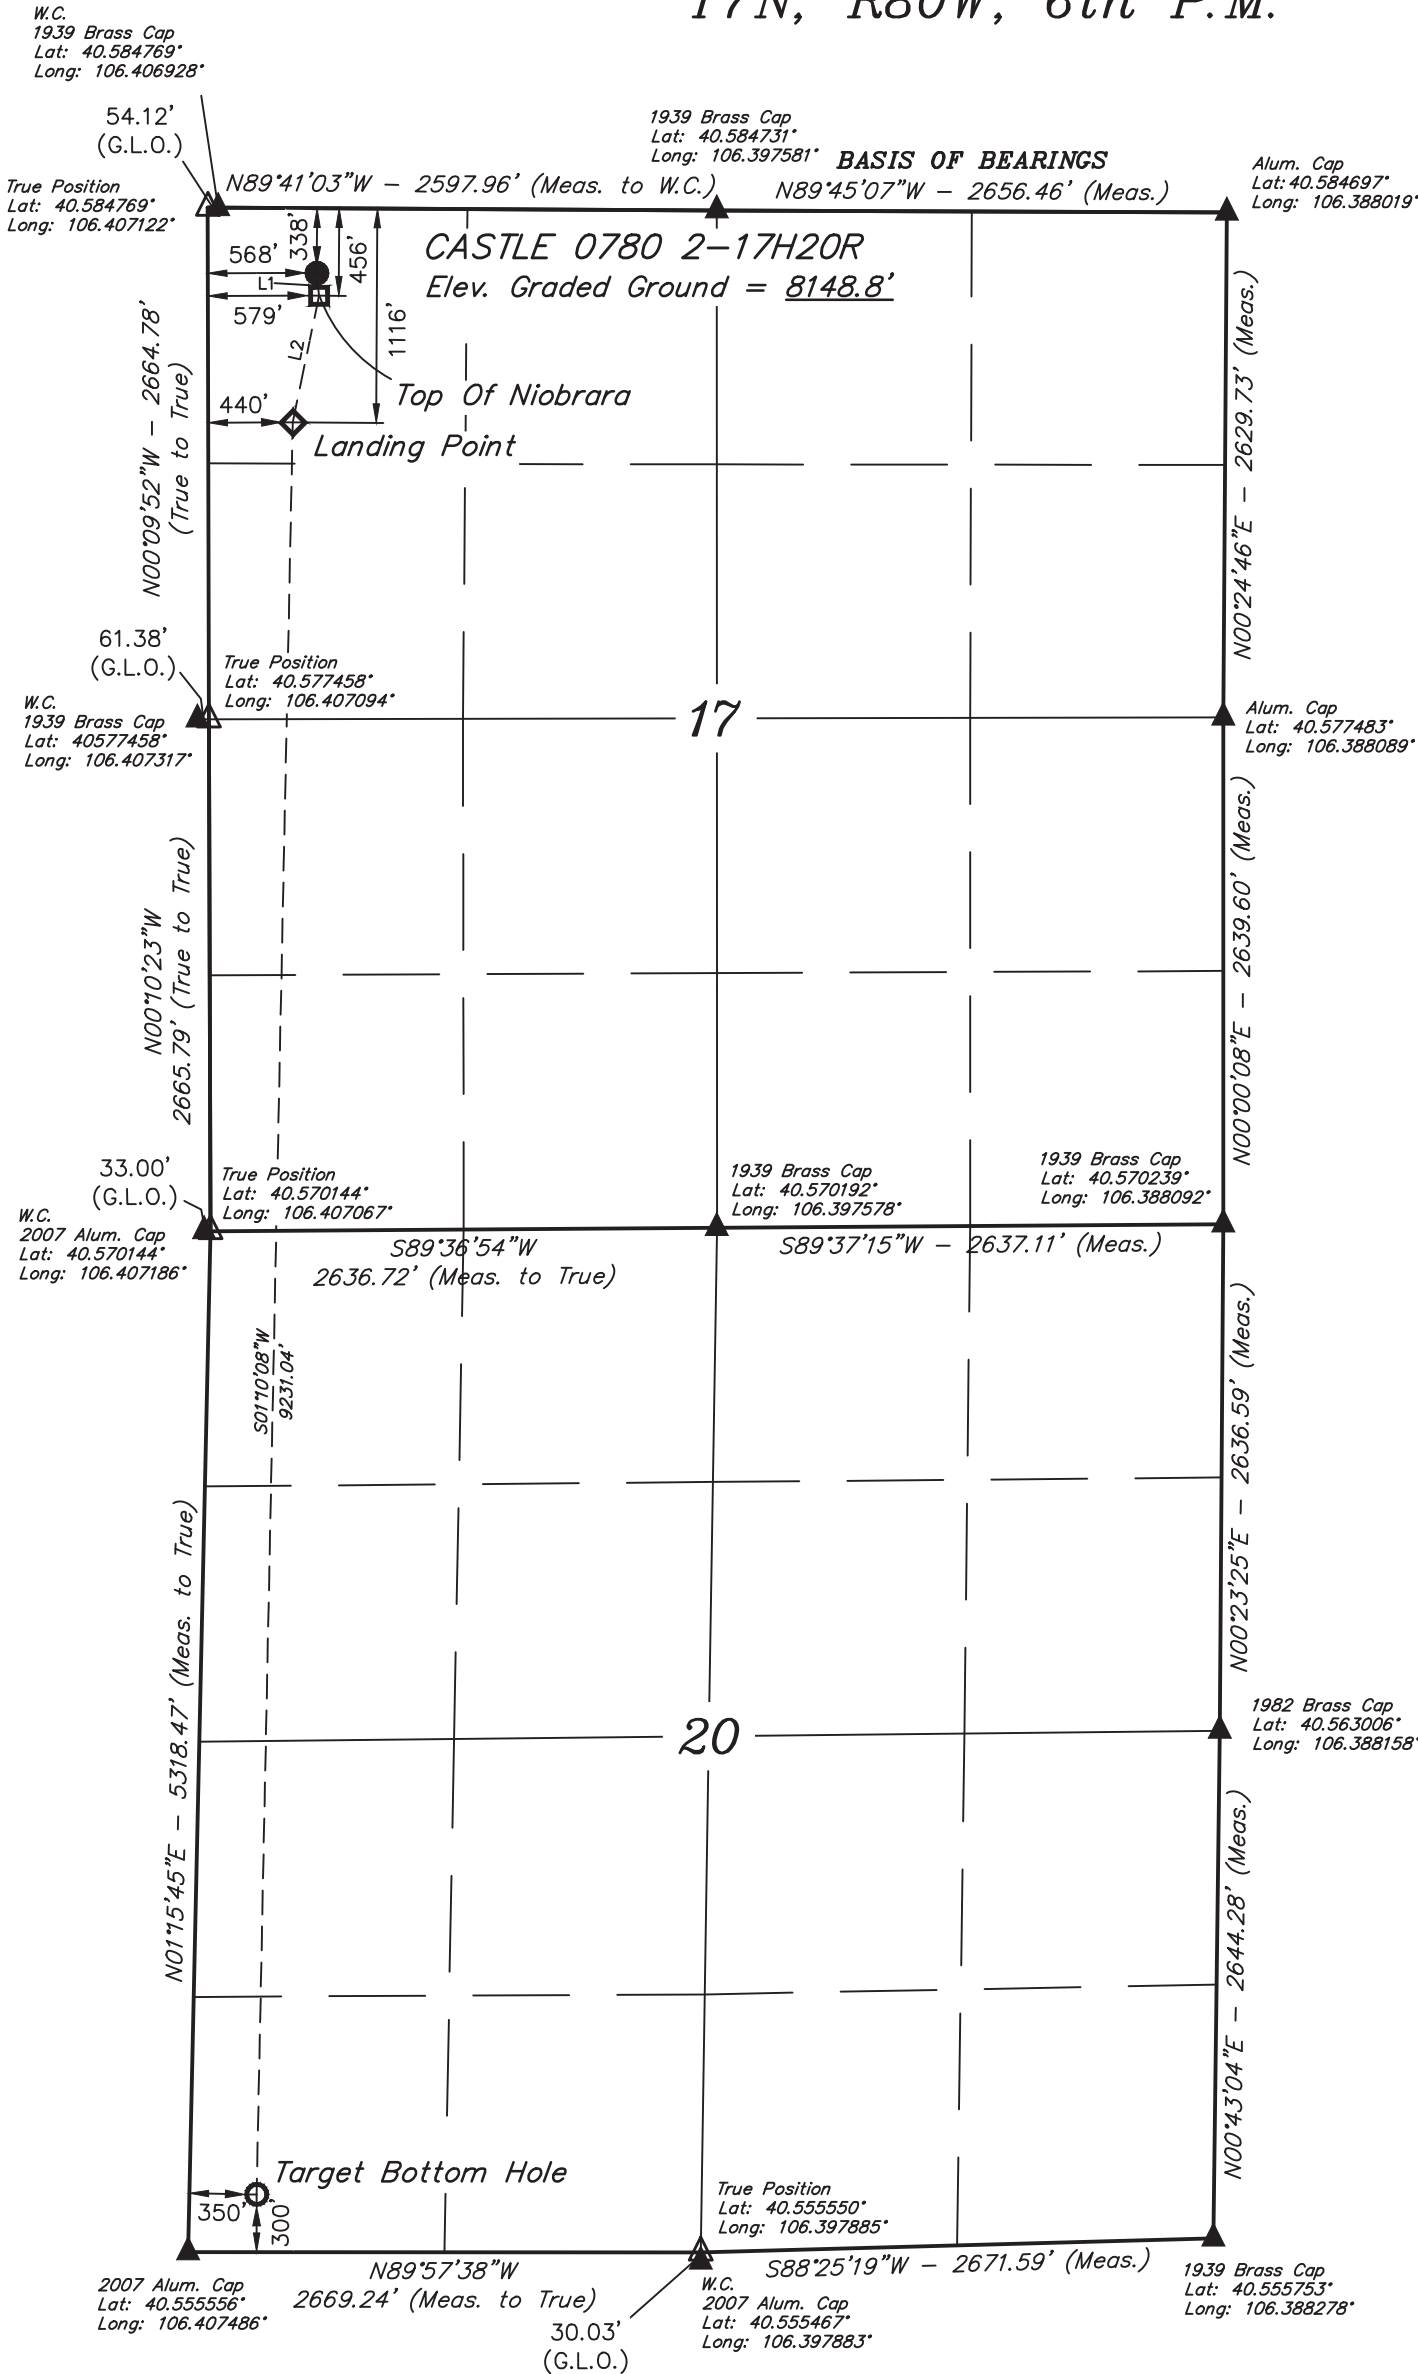 17N, R80W, 6th P.M.
W.C.
1939 Brass Cap
Lat: 40.584769°
Long: 106.406928°
54.12'
(G.L.O.)
True Position
Lat: 40.584769°
Long: 106.407122°
1939 Brass Cap
Lat: 40.584731°
Long: 106.397581°
BASIS OF BEARINGS
Alum. Cap
Lat: 40.584697°
Long: 106.388019°
N89°41'03"W - 2597.96' (Meas. to W.C.)
N89°45'07"W - 2656.46' (Meas.)
568'
338'
456'
L1
579'
1116'
L2
440'
CASTLE 0780 2-17H20R
Elev. Graded Ground = 8148.8'
Top Of Niobrara
Landing Point
N00°09'52"W - 2664.78'
(True to True)
N00°24'46"E - 2629.73' (Meas.)
61.38'
(G.L.O.)
True Position
Lat: 40.577458°
Long: 106.407094°
W.C.
1939 Brass Cap
Lat: 40577458°
Long: 106.407317°
17
Alum. Cap
Lat: 40.577483°
Long: 106.388089°
N00°10'23"W
2665.79' (True to True)
N00°00'08"E - 2639.60' (Meas.)
33.00'
(G.L.O.)
True Position
Lat: 40.570144°
Long: 106.407067°
W.C.
2007 Alum. Cap
Lat: 40.570144°
Long: 106.407186°
1939 Brass Cap
Lat: 40.570192°
Long: 106.397578°
1939 Brass Cap
Lat: 40.570239°
Long: 106.388092°
S89°36'54"W
2636.72' (Meas. to True)
S89°37'15"W - 2637.11' (Meas.)
S01°10'08"W
9231.04'
N00°23'25"E - 2636.59' (Meas.)
N01°15'45"E - 5318.47' (Meas. to True)
20
1982 Brass Cap
Lat: 40.563006°
Long: 106.388158°
N00°43'04"E - 2644.28' (Meas.)
Target Bottom Hole
350'
300'
True Position
Lat: 40.555550°
Long: 106.397885°
N89°57'38"W
2669.24' (Meas. to True)
S88°25'19"W - 2671.59' (Meas.)
2007 Alum. Cap
Lat: 40.555556°
Long: 106.407486°
30.03'
(G.L.O.)
W.C.
2007 Alum. Cap
Lat: 40.555467°
Long: 106.397883°
1939 Brass Cap
Lat: 40.555753°
Long: 106.388278°